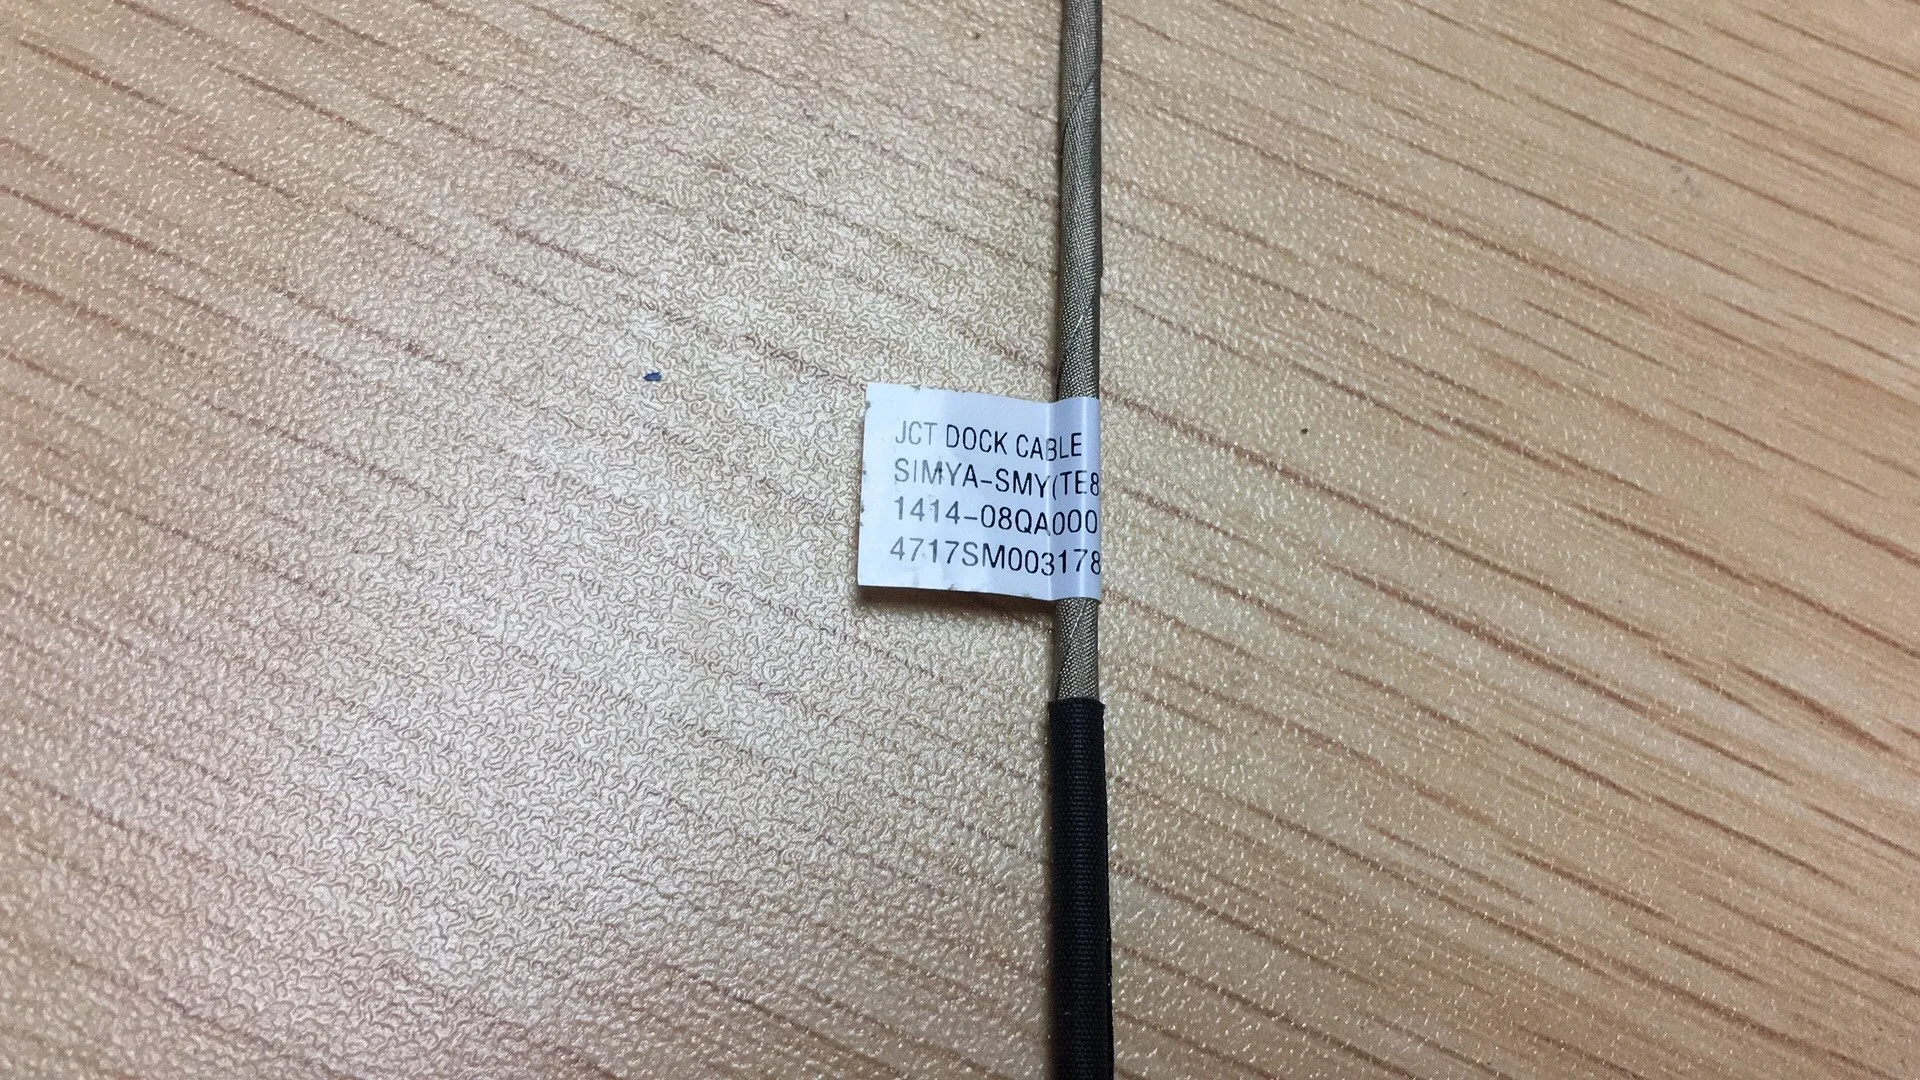 JCT DOCK CABLE
SIMYA-SMY(TE8
1414-08QA000
4717SM003178